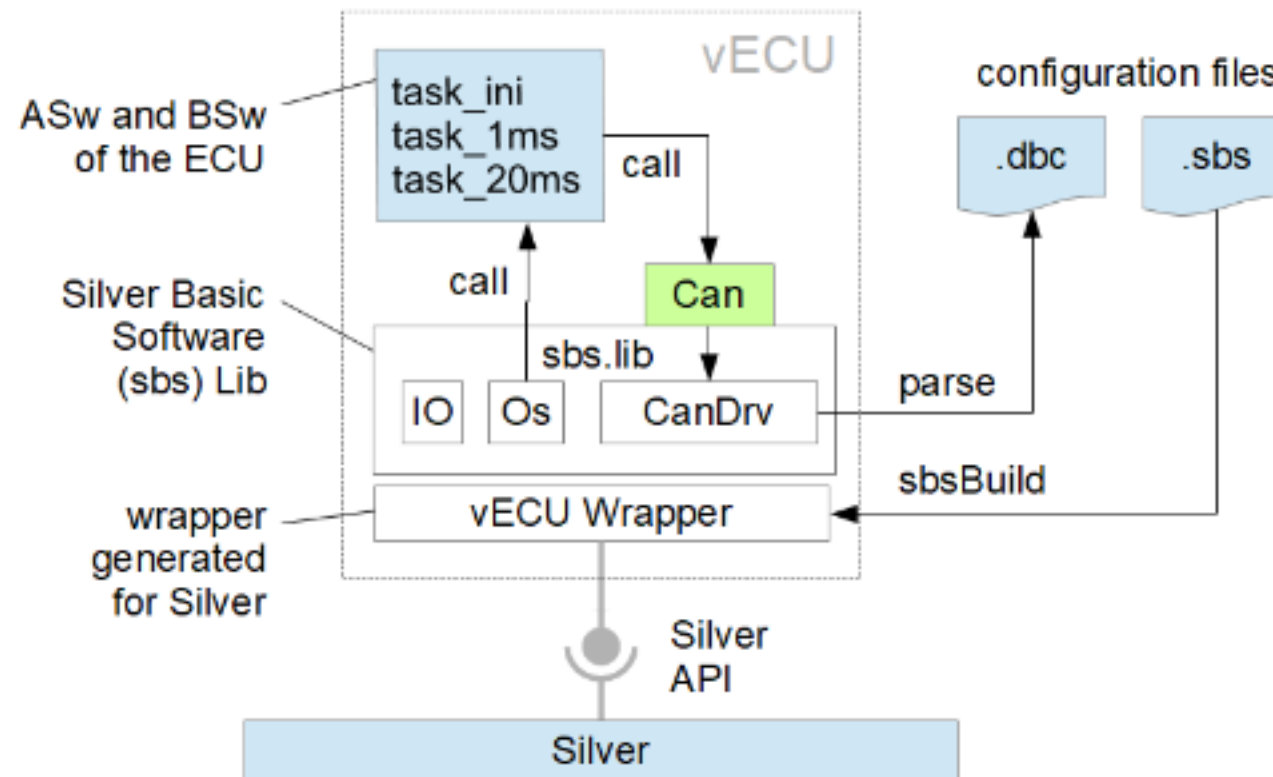 vECU
configuration files
task_ini
task_1ms
task_20ms
ASw and BSw
of the ECU
call
.dbc
.sbs
call
Can
Silver Basic
Software
(sbs) Lib
sbs.lib
IO
Os
CanDrv
parse
sbsBuild
vECU Wrapper
wrapper
generated
for Silver
Silver
API
Silver